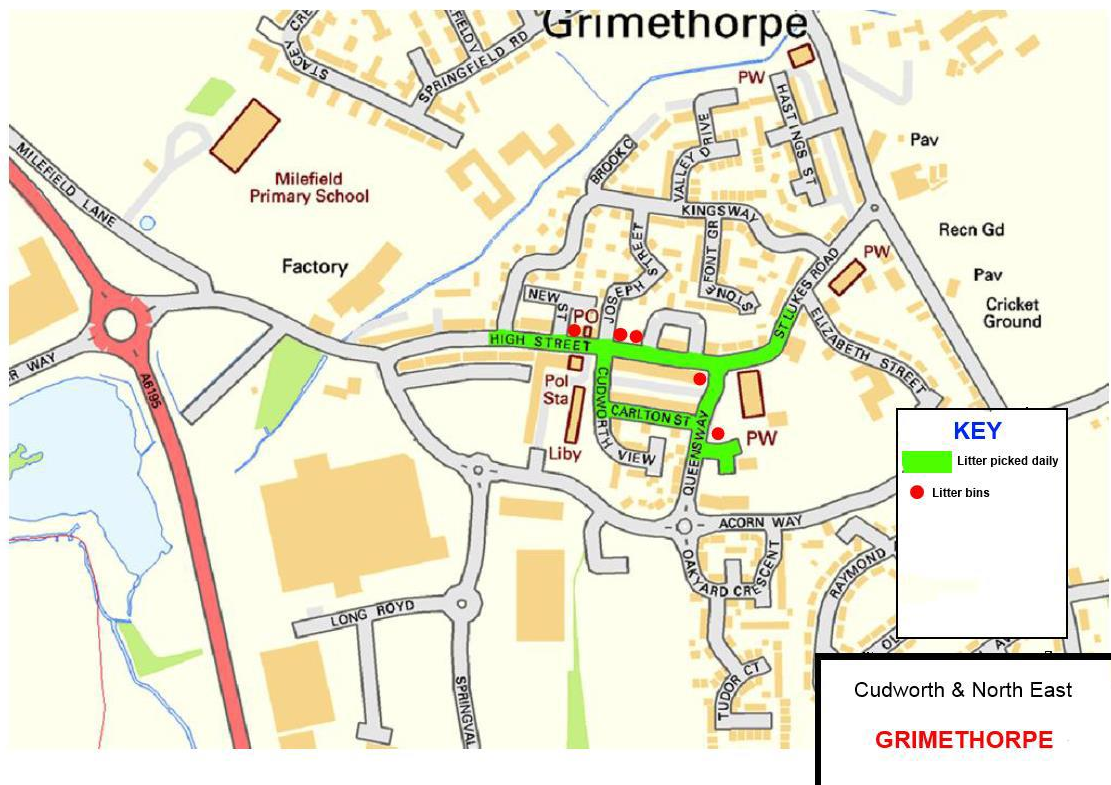 Grimethorpe
STACEY CRE
FIELD V
SPRINGFIELD RD
PW
HASTINGS ST
Pav
MILEFIELD LANE
Milefield
Primary School
BROOK C
VALLEY DRIVE
KINGSWAY
Recn Gd
PW
Factory
JOSEPH STREET
FONT GR
STONE
ST LUKES ROAD
Pav
Cricket
Ground
NEW ST
PO
HIGH STREET
ELIZABETH STREET
R WAY
A6195
Pol
Sta
CUDWORTH VIEW
CARLTON ST
QUEENSWAY
PW
Liby
KEY
Litter picked daily
Litter bins
ACORN WAY
OAKYARD CRESCENT
RAYMOND
LONG ROYD
SPRINGVAL
TUDOR CT
Cudworth & North East
GRIMETHORPE